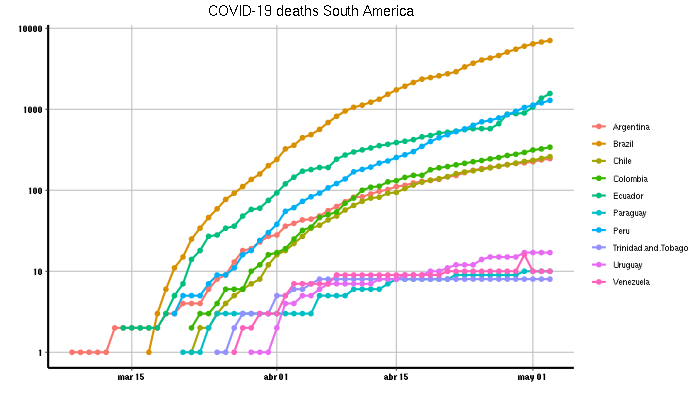 COVID-19 deaths South America
10000
1000
100
10
1
mar 15
abr 01
abr 15
may 01
Argentina
Brazil
Chile
Colombia
Ecuador
Paraguay
Peru
Trinidad.and.Tobago
Uruguay
Venezuela